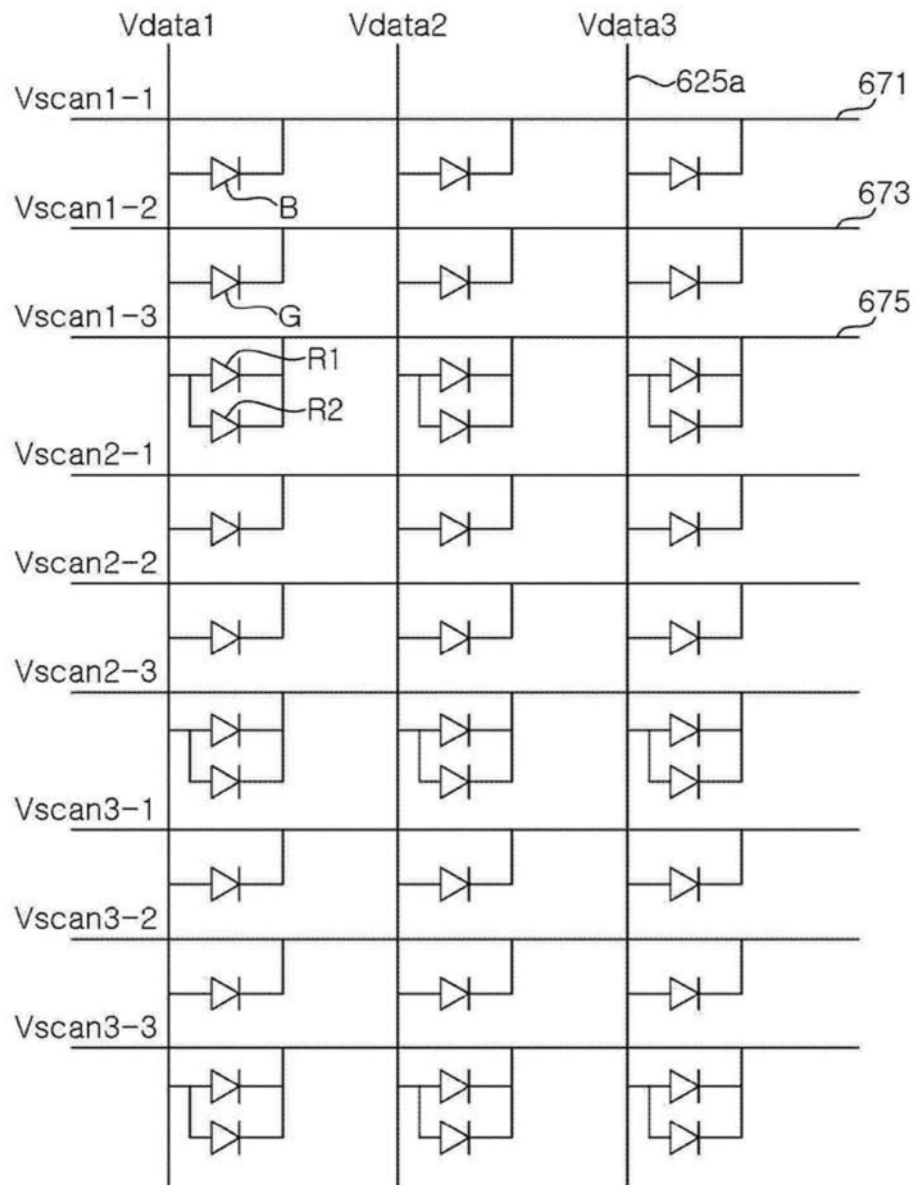 Vdata1 Vdata2 Vdata3
625a
Vscan1-1 671
B
Vscan1-2 673
G
Vscan1-3 675
R1
R2
Vscan2-1
Vscan2-2
Vscan2-3
Vscan3-1
Vscan3-2
Vscan3-3